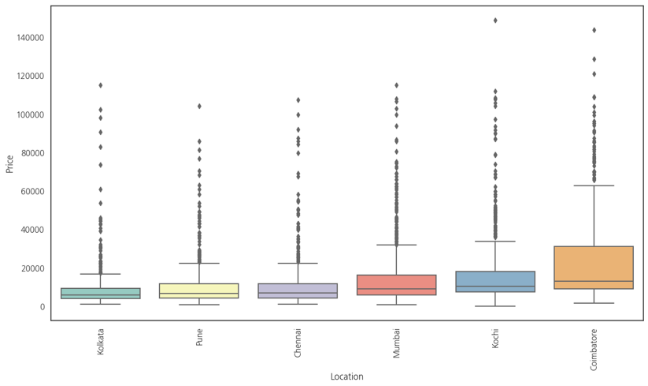 140000
120000
100000
80000
60000
40000
20000
0
Price
Kolkata
Pune
Chennai
Mumbai
Kochi
Coimbatore
Location